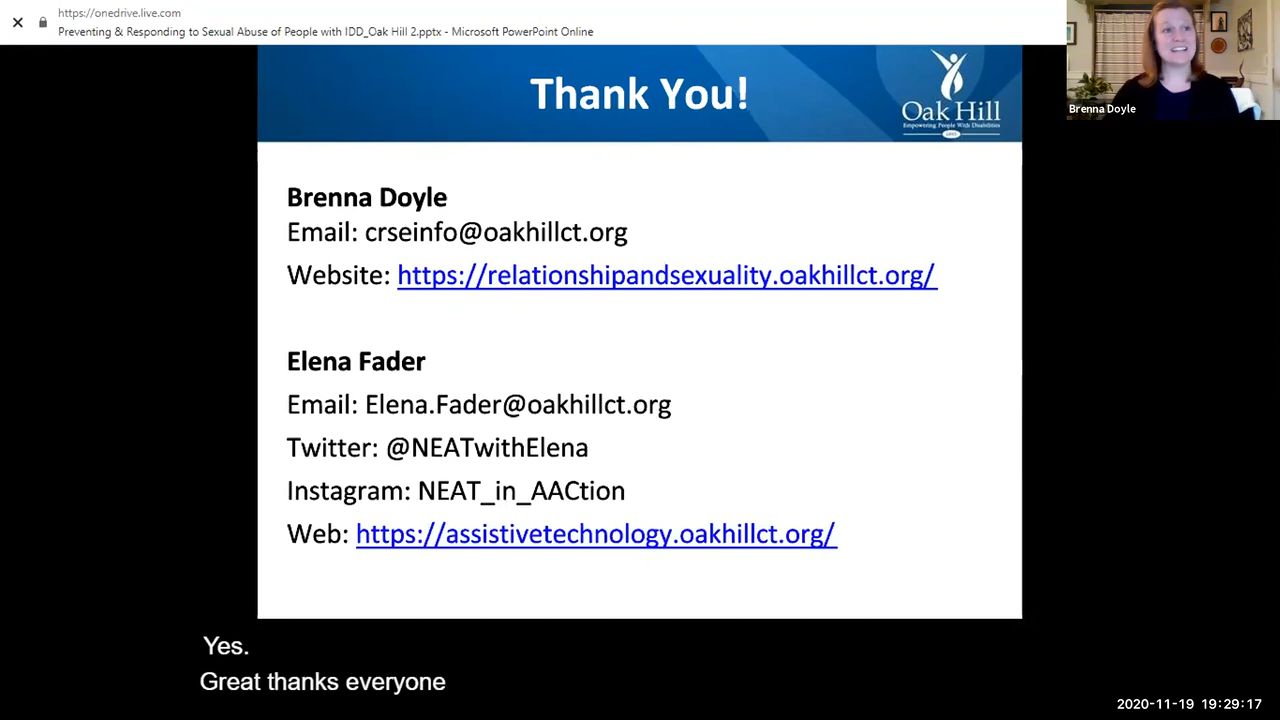 https://onedrive.live.com
Preventing & Responding to Sexual Abuse of People with IDD_Oak Hill 2.pptx - Microsoft PowerPoint Online
Brenna Doyle
Thank You!
Oak Hill
Empowering People With Disabilities
Brenna Doyle
Email: crseinfo@oakhillct.org
Website: https://relationshipandsexuality.oakhillct.org/
Elena Fader
Email: Elena.Fader@oakhillct.org
Twitter: @NEATwithElena
Instagram: NEAT_in_AACtion
Web: https://assistivetechnology.oakhillct.org/
Yes.
Great thanks everyone
2020-11-19 19:29:17